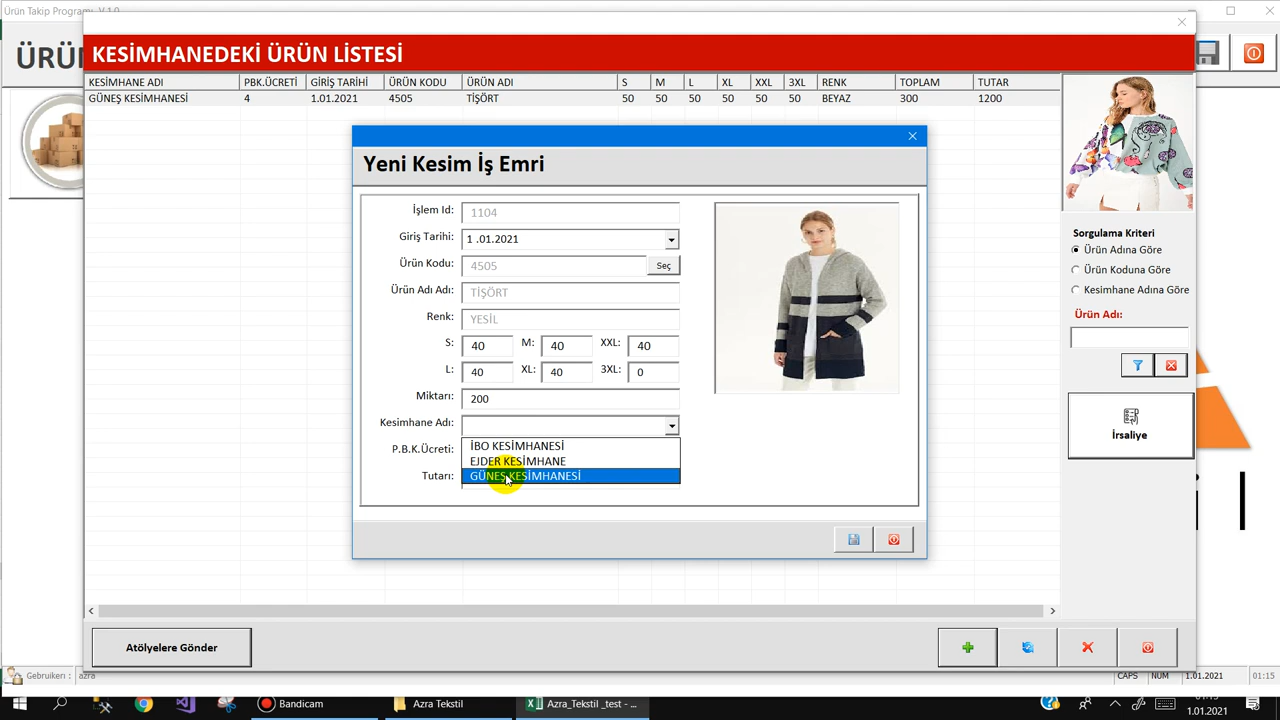 Ürün Takip Programı V.1.0
ÜRÜN
KESİMHANEDEKİ ÜRÜN LİSTESİ
KESİMHANE ADI PBK.ÜCRETİ GİRİŞ TARİHİ ÜRÜN KODU ÜRÜN ADI S M L XL XXL 3XL RENK TOPLAM TUTAR
GÜNEŞ KESİMHANESİ 4 1.01.2021 4505 TİŞÖRT 50 50 50 50 50 50 BEYAZ 300 1200
Yeni Kesim İş Emri
İşlem Id: 1104
Giriş Tarihi: 1 .01.2021
Ürün Kodu: 4505 Seç
Ürün Adı Adı: TİŞÖRT
Renk: YESİL
S: 40 M: 40 XXL: 40
L: 40 XL: 40 3XL: 0
Miktarı: 200
Kesimhane Adı:
P.B.K.Ücreti: İBO KESİMHANESİ
EJDER KESİMHANE
Tutarı: GÜNEŞ KESİMHANESİ
Sorgulama Kriteri
Ürün Adına Göre
Ürün Koduna Göre
Kesimhane Adına Göre
Ürün Adı:
İrsaliye
Atölyelere Gönder
Gebruikerı : azra CAPS NUM 1.01.2021 01:15
Bandicam Azra Tekstil Azra_Tekstil _test - ... 01:15
1.01.2021